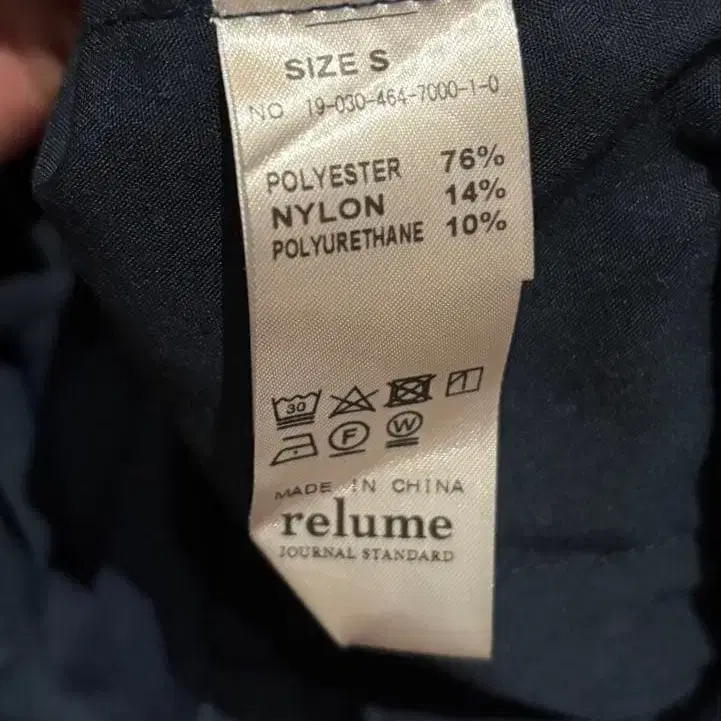 SIZE S
NO 19-030-464-7000-1-0
POLYESTER 76%
NYLON 14%
POLYURETHANE 10%
30
F W
MADE IN CHINA
relume
JOURNAL STANDARD